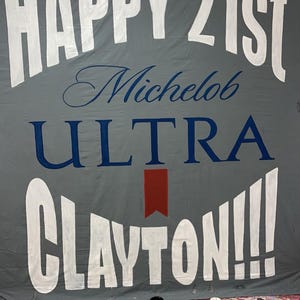 HAPPY 21St
Michelob
ULTRA
CLAYTON!!!